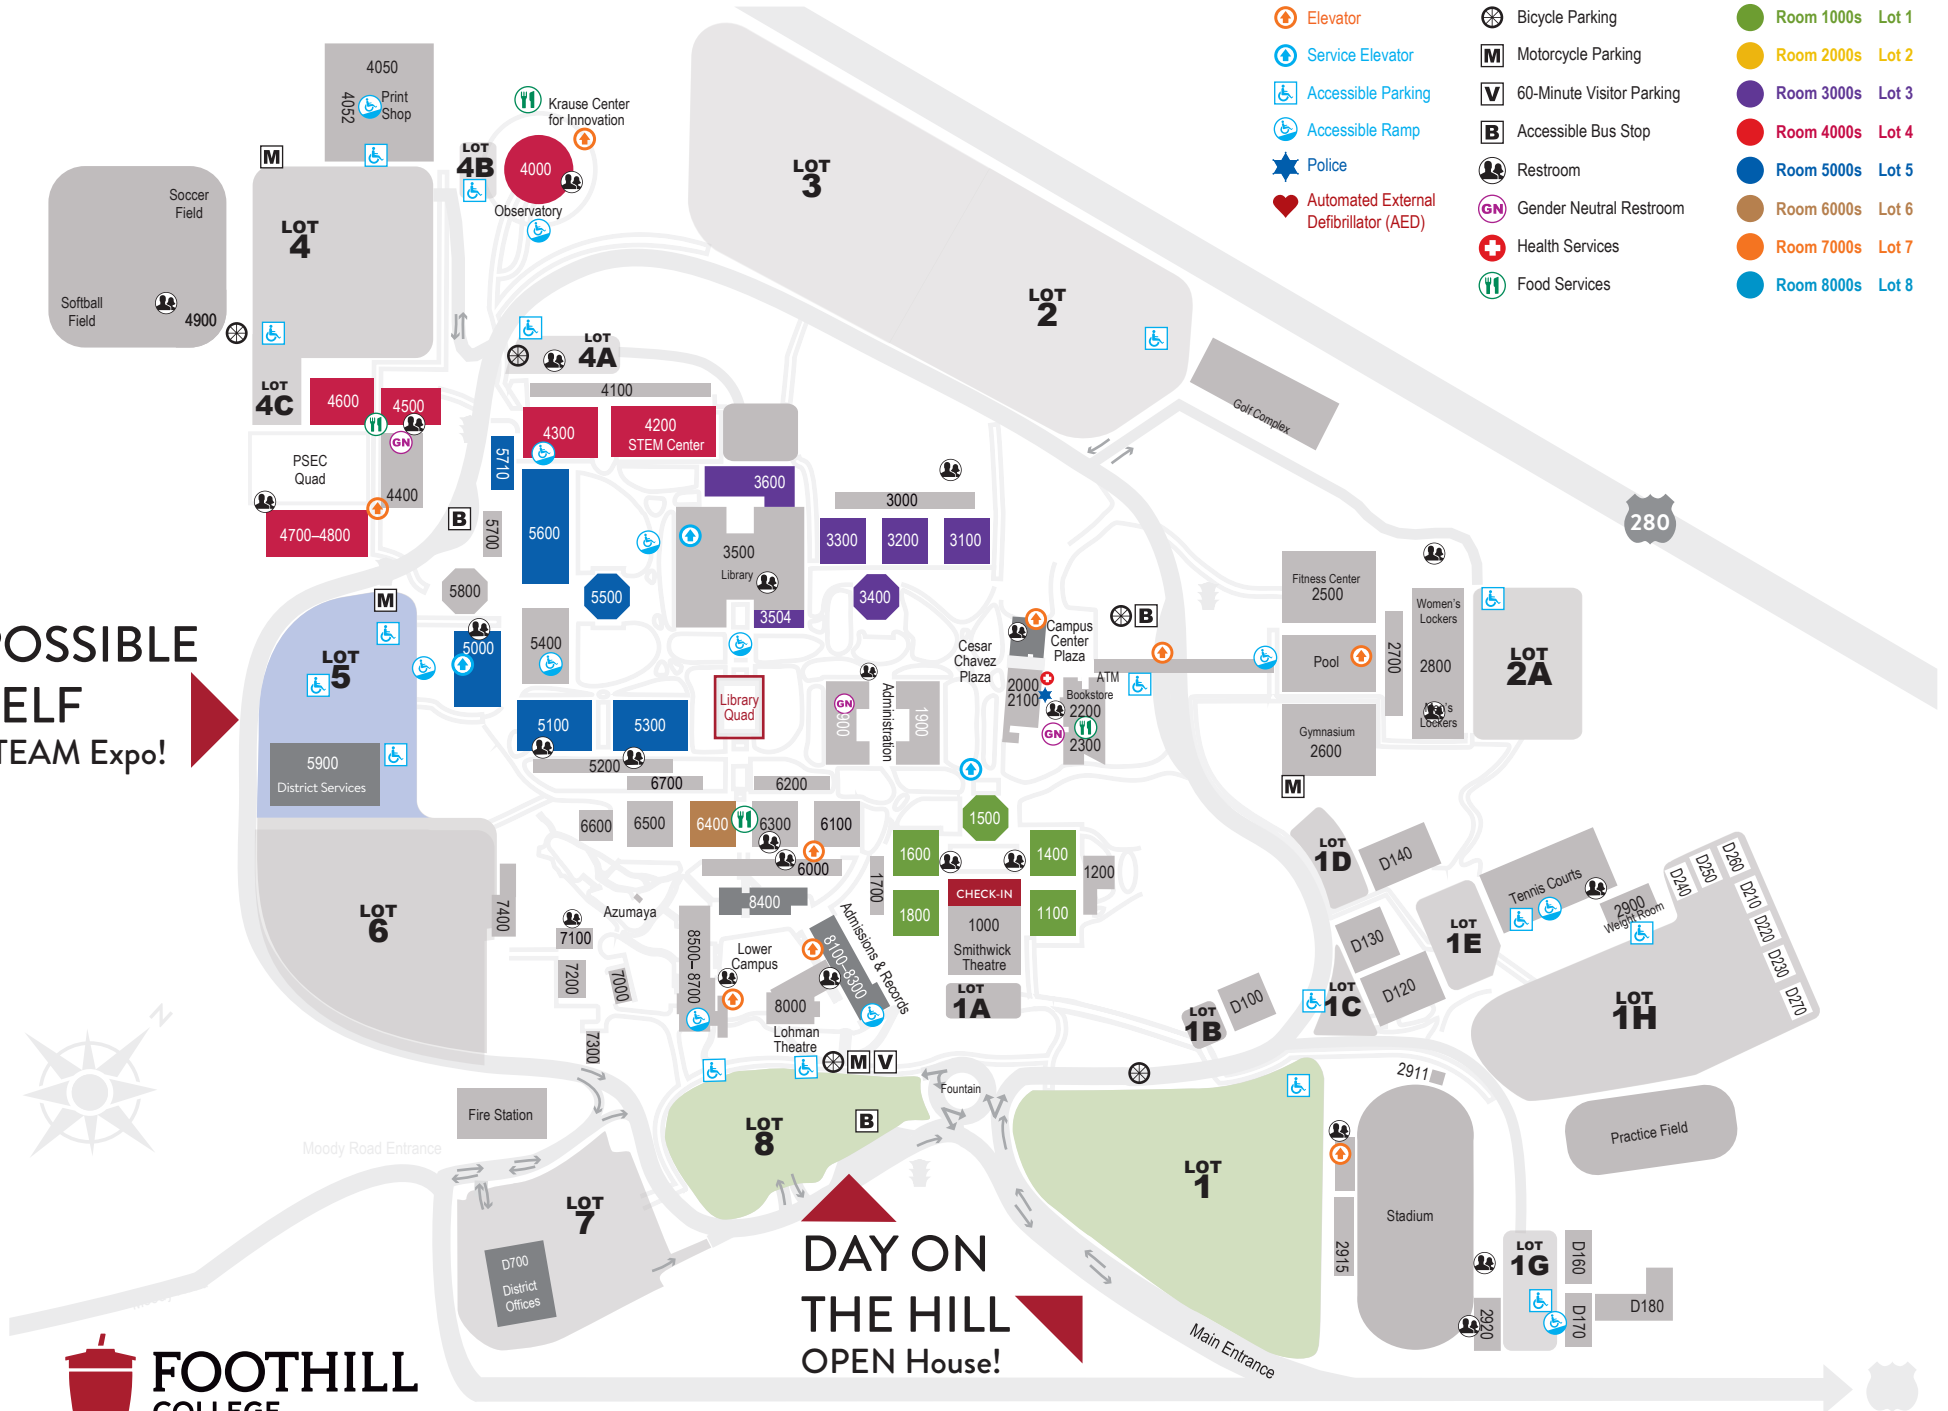 Elevator
Service Elevator
Accessible Parking
Accessible Ramp
Police
Automated External
Defibrillator (AED)
Bicycle Parking
M Motorcycle Parking
V 60-Minute Visitor Parking
B Accessible Bus Stop
Restroom
GN Gender Neutral Restroom
Health Services
Food Services
Room 1000s Lot 1
Room 2000s Lot 2
Room 3000s Lot 3
Room 4000s Lot 4
Room 5000s Lot 5
Room 6000s Lot 6
Room 7000s Lot 7
Room 8000s Lot 8
4050
4052
Print
Shop
Krause Center
for Innovation
M
LOT
4B
4000
Observatory
Soccer
Field
Softball
Field
4900
LOT
4
LOT
3
LOT
2
LOT
4A
4100
LOT
4C
4600
4500
GN
4400
PSEC
Quad
4700–4800
4300
4200
STEM Center
5710
5700
B
5600
3600
3500
Library
3504
3000
3300
3200
3100
3400
Golf Complex
280
5800
5500
M
5000
5400
LOT
5
5900
District Services
POSSIBLE
ELF
TEAM Expo!
5100
5300
5200
Library
Quad
GN
1900
Administration
Cesar
Chavez
Plaza
Campus
Center
Plaza
B
2000
2100
ATM
Bookstore
2200
2300
GN
Fitness Center
2500
Pool
2700
Women's
Lockers
2800
Lockers
Gymnasium
2600
M
LOT
2A
6700
6200
6600
6500
6400
6300
6100
6000
1500
1600
1400
1700
1200
CHECK-IN
1800
1000
Smithwick
Theatre
1100
LOT
1A
LOT
6
7400
Azumaya
7100
7200
7000
7300
8400
8500–8700
Lower
Campus
8100–8300
Admissions & Records
8000
Lohman
Theatre
M
V
LOT
1D
D140
D130
D120
LOT
1C
LOT
1B
D100
LOT
1E
Tennis Courts
2900
Weight Room
D240
D250
D260
D210
D220
D230
D270
LOT
1H
Fire Station
Moody Road Entrance
LOT
7
D700
District
Offices
LOT
8
B
Fountain
LOT
1
2911
Practice Field
Stadium
2915
2920
LOT
1G
D160
D170
D180
Main Entrance
DAY ON
THE HILL
OPEN House!
N
FOOTHILL
COLLEGE